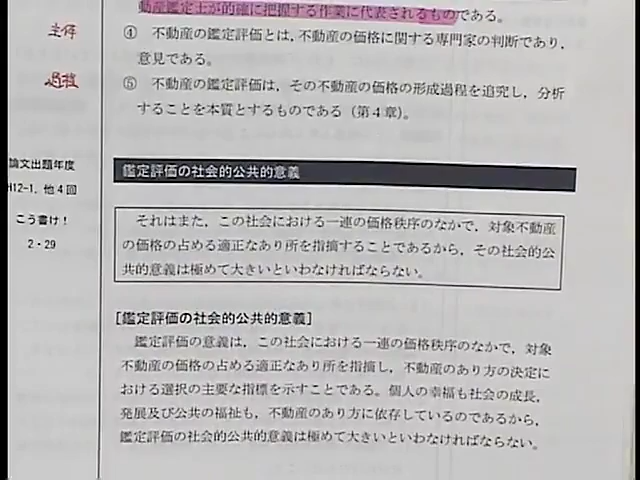 動産鑑定士が的確に把握する作業に代表されるものである。
主体
④ 不動産の鑑定評価とは，不動産の価格に関する専門家の判断であり，
意見である。
過程
⑤ 不動産の鑑定評価は，その不動産の価格の形成過程を追究し，分析
することを本質とするものである（第４章）。
論文出題年度
H12-1，他４回
こう書け！
2・29
鑑定評価の社会的公共的意義
それはまた，この社会における一連の価格秩序のなかで，対象不動産
の価格の占める適正なあり所を指摘することであるから，その社会的公
共的意義は極めて大きいといわなければならない。
［鑑定評価の社会的公共的意義］
鑑定評価の意義は，この社会における一連の価格秩序のなかで，対象
不動産の価格の占める適正なあり所を指摘し，不動産のあり方の決定に
おける選択の主要な指標を示すことである。個人の幸福も社会の成長，
発展及び公共の福祉も，不動産のあり方に依存しているのであるから，
鑑定評価の社会的公共的意義は極めて大きいといわなければならない。